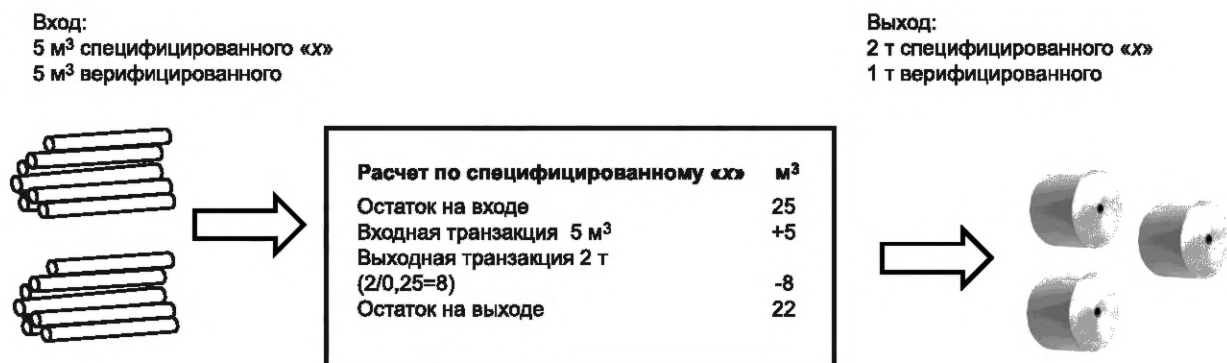 Вход:
5 м³ специфицированного «х»
5 м³ верифицированного
Выход:
2 т специфицированного «х»
1 т верифицированного
Расчет по специфицированному «х» м³
Остаток на входе 25
Входная транзакция 5 м³ +5
Выходная транзакция 2 т
(2/0,25=8) -8
Остаток на выходе 22